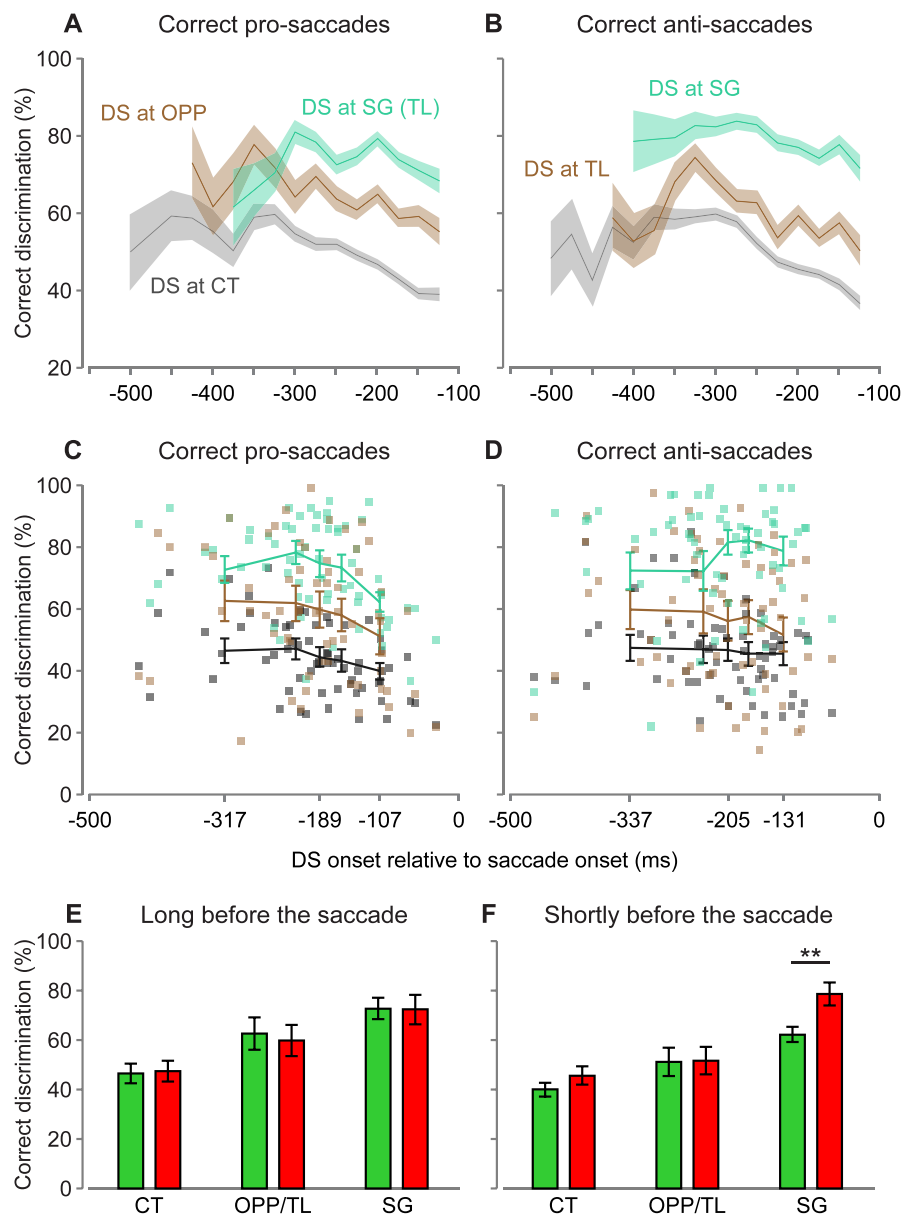 A Correct pro-saccades
B Correct anti-saccades
Correct discrimination (%)
100
80
60
40
20
DS at OPP
DS at SG (TL)
DS at CT
DS at SG
DS at TL
-500 -400 -300 -200 -100
-500 -400 -300 -200 -100
C Correct pro-saccades
D Correct anti-saccades
Correct discrimination (%)
100
80
60
40
20
0
-500 -317 -189 -107 0
-500 -337 -205 -131 0
DS onset relative to saccade onset (ms)
E Long before the saccade
F Shortly before the saccade
Correct discrimination (%)
100
80
60
40
20
0
**
CT OPP/TL SG
CT OPP/TL SG